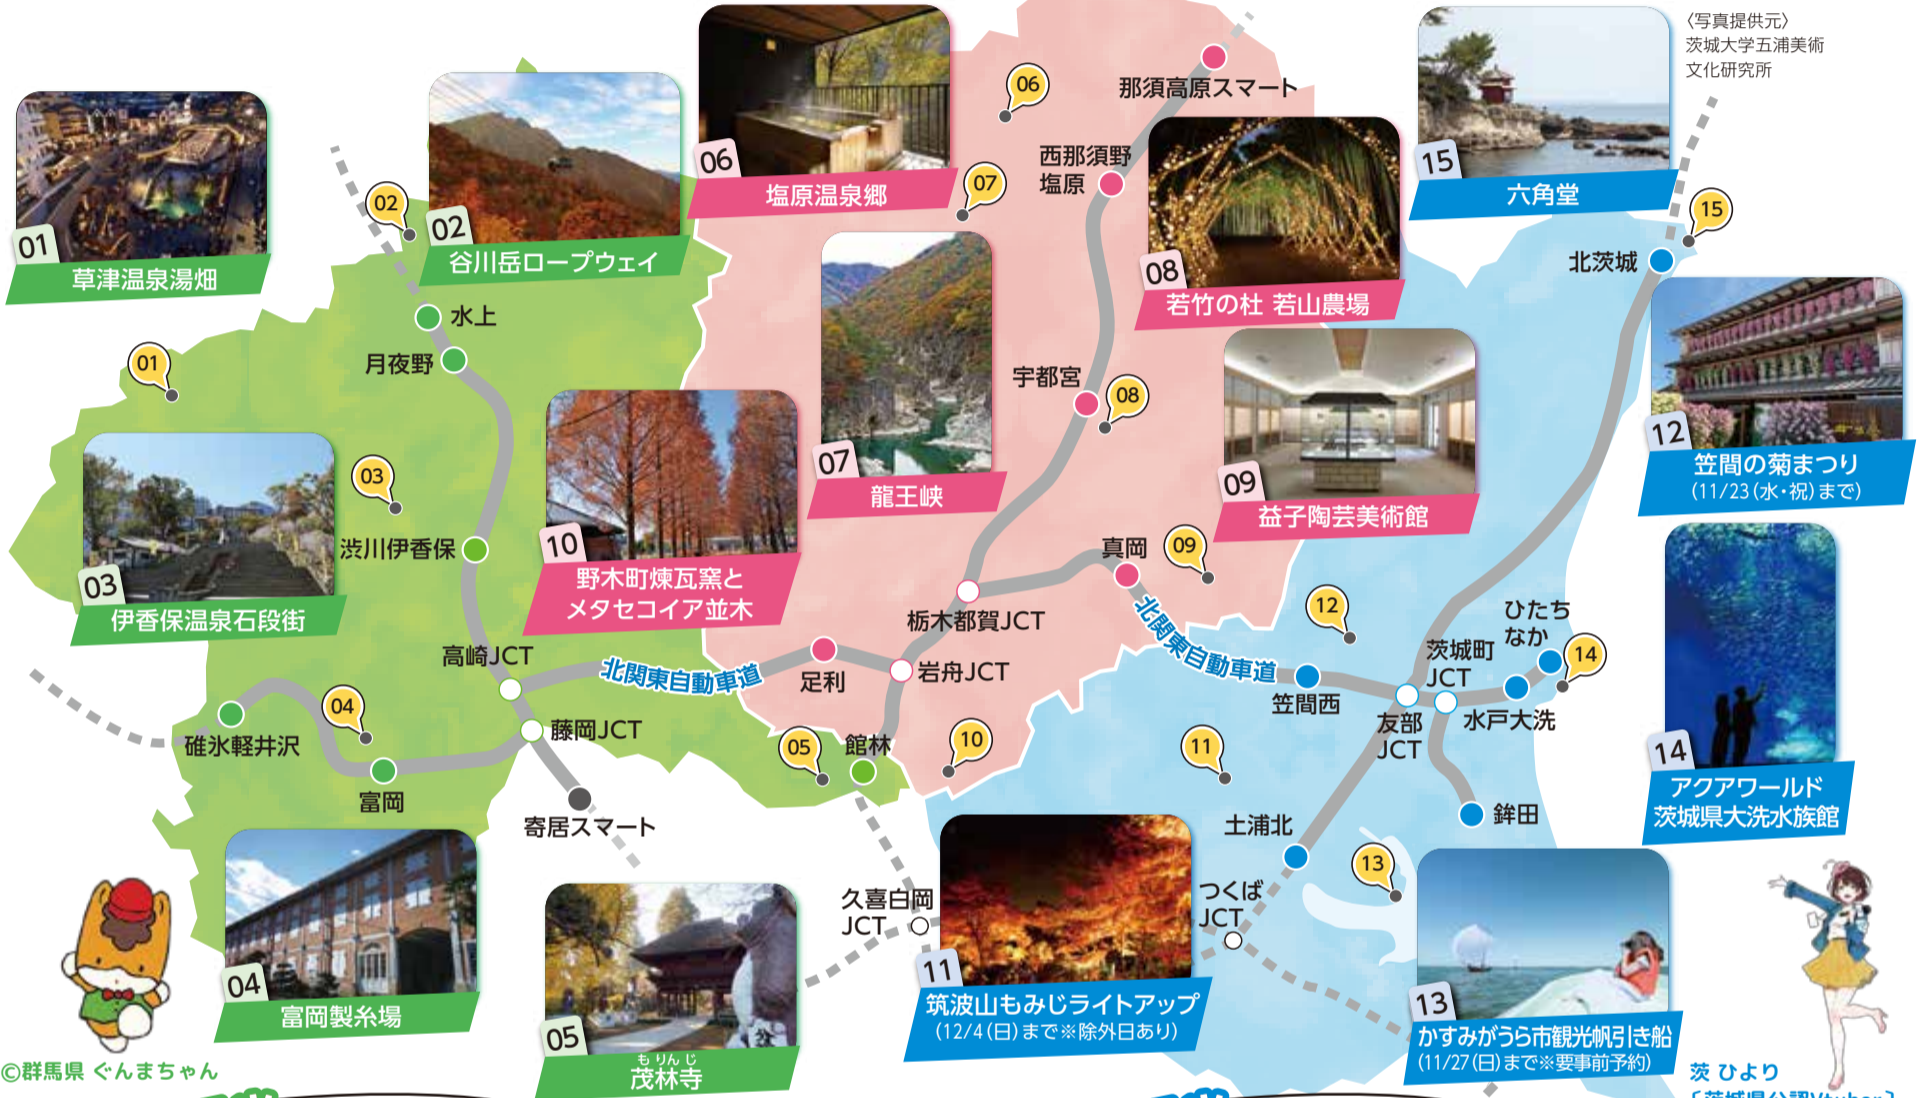 〈写真提供元〉
茨城大学五浦美術
文化研究所
01
草津温泉湯畑
02
谷川岳ロープウェイ
03
伊香保温泉石段街
04
富岡製糸場
05
もりんじ
茂林寺
06
塩原温泉郷
07
龍王峡
08
若竹の杜 若山農場
09
益子陶芸美術館
10
野木町煉瓦窯と
メタセコイア並木
11
筑波山もみじライトアップ
(12/4(日)まで※除外日あり)
12
笠間の菊まつり
(11/23(水・祝)まで)
13
かすみがうら市観光帆引き船
(11/27(日)まで※要事前予約)
14
アクアワールド
茨城県大洗水族館
15
六角堂
01
02
03
04
05
06
07
08
09
10
11
12
13
14
15
水上
月夜野
渋川伊香保
高崎JCT
藤岡JCT
碓氷軽井沢
富岡
寄居スマート
北関東自動車道
足利
岩舟JCT
館林
久喜白岡
JCT
那須高原スマート
西那須野
塩原
宇都宮
栃木都賀JCT
真岡
北関東自動車道
笠間西
友部
JCT
茨城町
JCT
水戸大洗
ひたち
なか
北茨城
鉾田
土浦北
つくば
JCT
©群馬県 ぐんまちゃん
茨 ひより